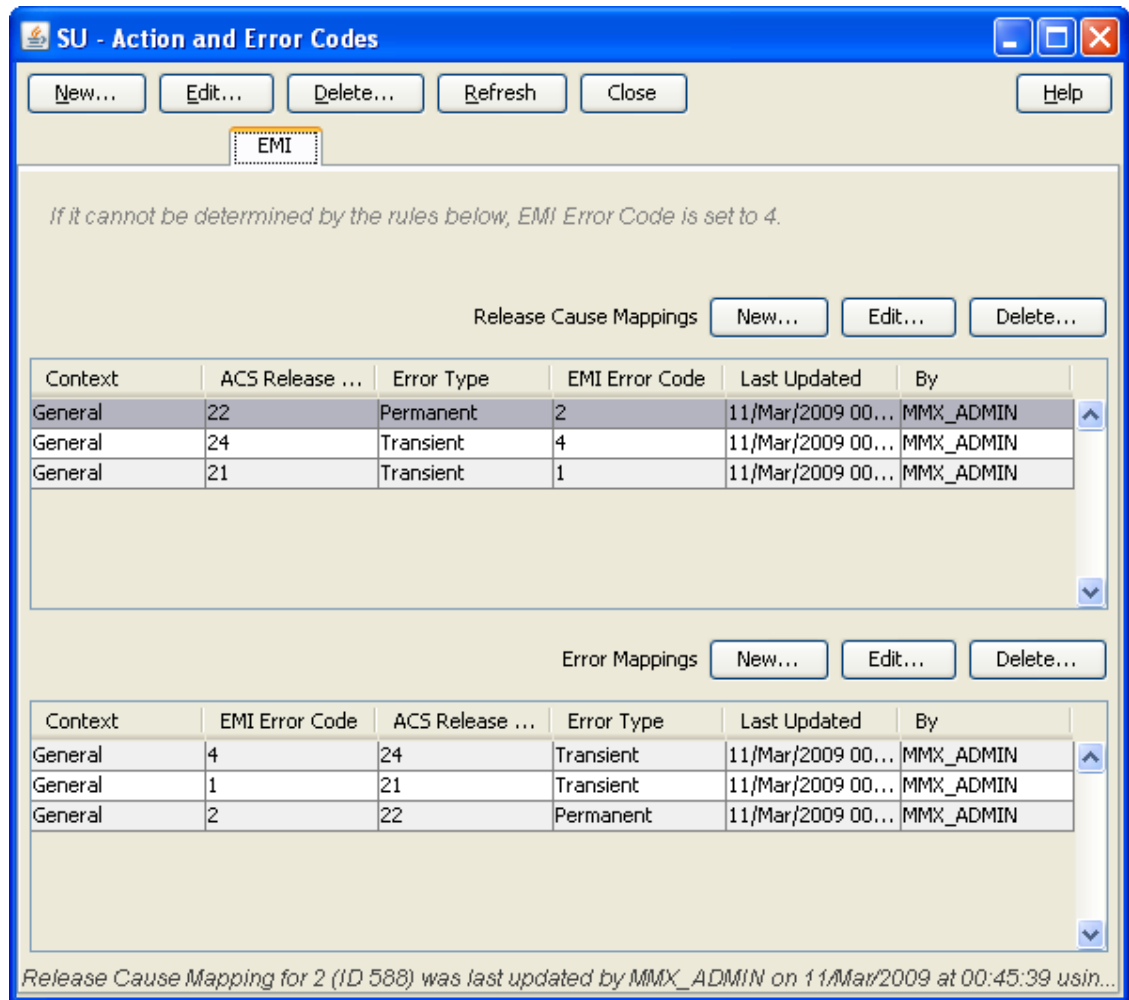 SU - Action and Error Codes
New... Edit... Delete... Refresh Close Help
EMI
If it cannot be determined by the rules below, EMI Error Code is set to 4.
Release Cause Mappings New... Edit... Delete...
Context ACS Release ... Error Type EMI Error Code Last Updated By
General 22 Permanent 2 11/Mar/2009 00... MMX_ADMIN
General 24 Transient 4 11/Mar/2009 00... MMX_ADMIN
General 21 Transient 1 11/Mar/2009 00... MMX_ADMIN
Error Mappings New... Edit... Delete...
Context EMI Error Code ACS Release ... Error Type Last Updated By
General 4 24 Transient 11/Mar/2009 00... MMX_ADMIN
General 1 21 Transient 11/Mar/2009 00... MMX_ADMIN
General 2 22 Permanent 11/Mar/2009 00... MMX_ADMIN
Release Cause Mapping for 2 (ID 588) was last updated by MMX_ADMIN on 11/Mar/2009 at 00:45:39 usin...